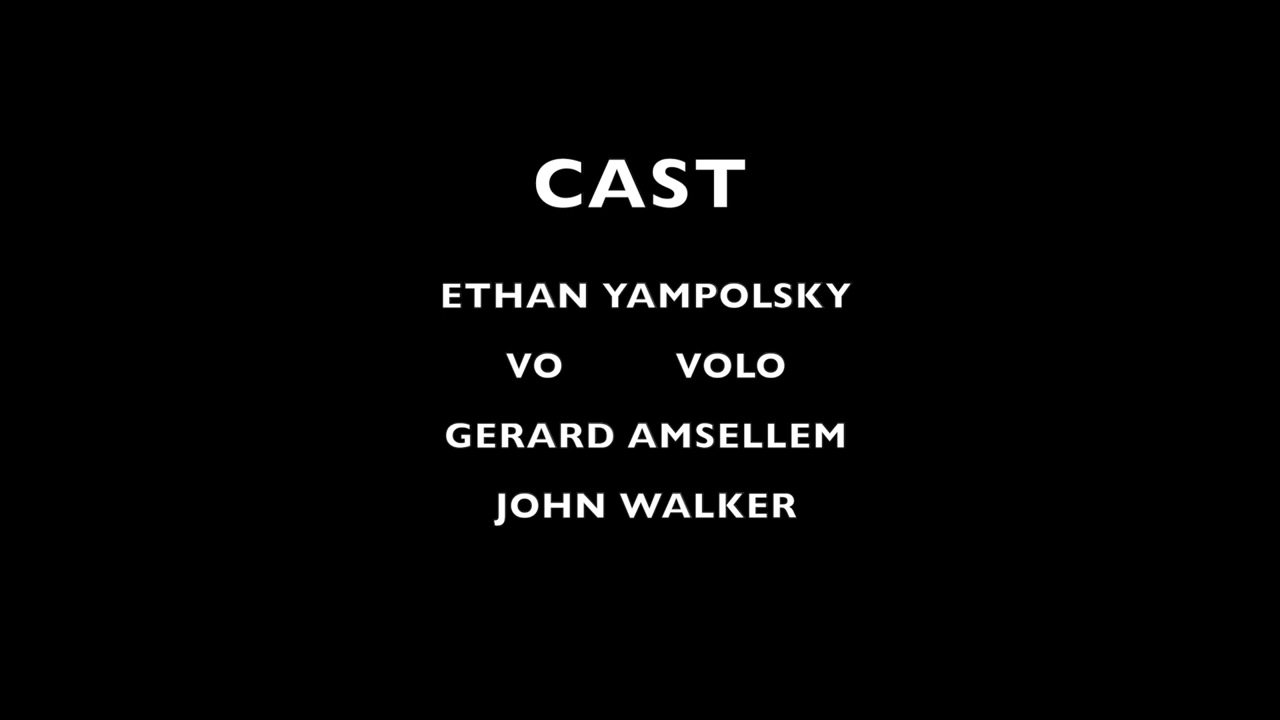 CAST
ETHAN YAMPOLSKY
VO VOLO
GERARD AMSELLEM
JOHN WALKER